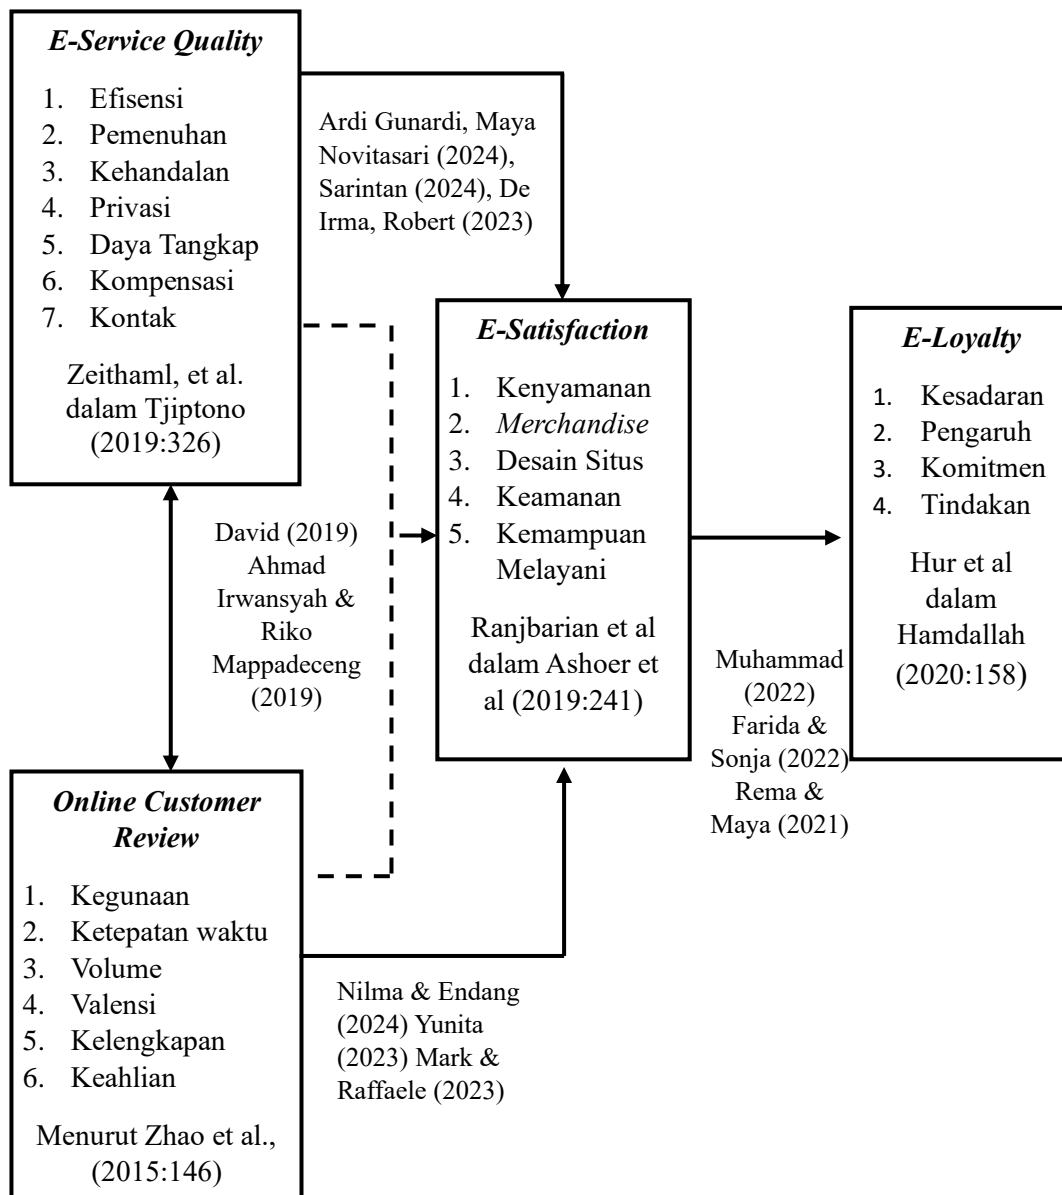 E-Service Quality
1. Efisensi
2. Pemenuhan
3. Kehandalan
4. Privasi
5. Daya Tangkap
6. Kompensasi
7. Kontak
Zeithaml, et al.
dalam Tjiptono
(2019:326)
Ardi Gunardi, Maya
Novitasari (2024),
Sarintan (2024), De
Irma, Robert (2023)
E-Satisfaction
1. Kenyamanan
2. Merchandise
3. Desain Situs
4. Keamanan
5. Kemampuan
Melayani
Ranjbarian et al
dalam Ashoer et
al (2019:241)
E-Loyalty
1. Kesadaran
2. Pengaruh
3. Komitmen
4. Tindakan
Hur et al
dalam
Hamdallah
(2020:158)
David (2019)
Ahmad
Irwansyah &
Riko
Mappadeceng
(2019)
Muhammad
(2022)
Farida &
Sonja (2022)
Rema &
Maya (2021)
Online Customer
Review
1. Kegunaan
2. Ketepatan waktu
3. Volume
4. Valensi
5. Kelengkapan
6. Keahlian
Menurut Zhao et al.,
(2015:146)
Nilma & Endang
(2024) Yunita
(2023) Mark &
Raffaele (2023)